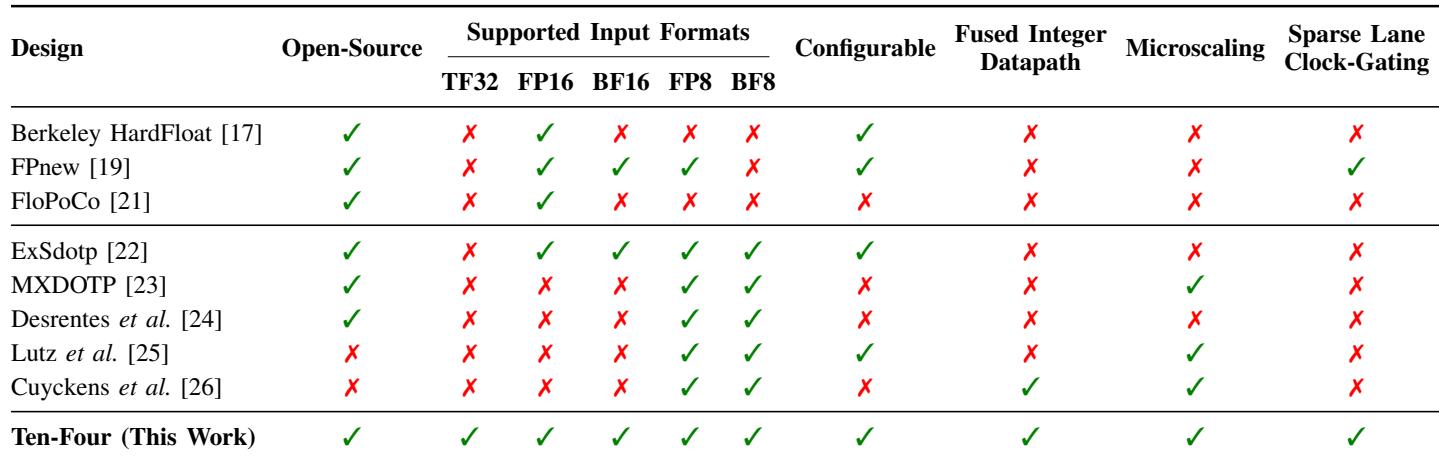 Design Open-Source Supported Input Formats Configurable Fused Integer Datapath Microscaling Sparse Lane Clock-Gating
TF32 FP16 BF16 FP8 BF8
Berkeley HardFloat [17] ✓ ✗ ✓ ✗ ✗ ✗ ✓ ✗ ✗ ✗
FPnew [19] ✓ ✗ ✓ ✓ ✓ ✗ ✓ ✗ ✗ ✓
FloPoCo [21] ✓ ✗ ✓ ✗ ✗ ✗ ✗ ✗ ✗ ✗
ExSdotp [22] ✓ ✗ ✓ ✓ ✓ ✓ ✓ ✗ ✗ ✗
MXDOTP [23] ✓ ✗ ✗ ✗ ✓ ✓ ✗ ✗ ✓ ✗
Desrentes et al. [24] ✓ ✗ ✗ ✗ ✓ ✓ ✗ ✗ ✗ ✗
Lutz et al. [25] ✗ ✗ ✗ ✗ ✓ ✓ ✓ ✗ ✓ ✗
Cuyckens et al. [26] ✗ ✗ ✗ ✗ ✓ ✓ ✗ ✓ ✓ ✗
Ten-Four (This Work) ✓ ✓ ✓ ✓ ✓ ✓ ✓ ✓ ✓ ✓